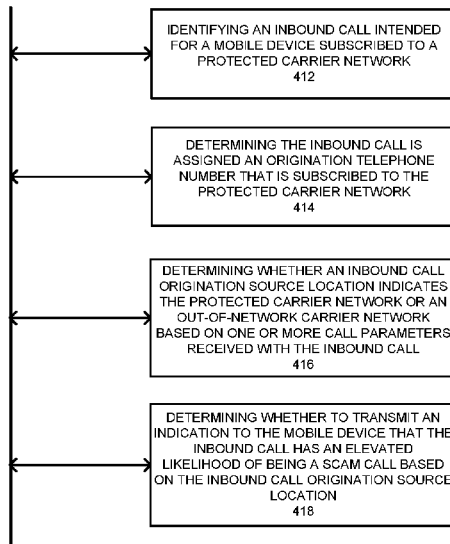 IDENTIFYING AN INBOUND CALL INTENDED
FOR A MOBILE DEVICE SUBSCRIBED TO A
PROTECTED CARRIER NETWORK
412
DETERMINING THE INBOUND CALL IS
ASSIGNED AN ORIGINATION TELEPHONE
NUMBER THAT IS SUBSCRIBED TO THE
PROTECTED CARRIER NETWORK
414
DETERMINING WHETHER AN INBOUND CALL
ORIGINATION SOURCE LOCATION INDICATES
THE PROTECTED CARRIER NETWORK OR AN
OUT-OF-NETWORK CARRIER NETWORK
BASED ON ONE OR MORE CALL PARAMETERS
RECEIVED WITH THE INBOUND CALL
416
DETERMINING WHETHER TO TRANSMIT AN
INDICATION TO THE MOBILE DEVICE THAT THE
INBOUND CALL HAS AN ELEVATED
LIKELIHOOD OF BEING A SCAM CALL BASED
ON THE INBOUND CALL ORIGINATION SOURCE
LOCATION
418